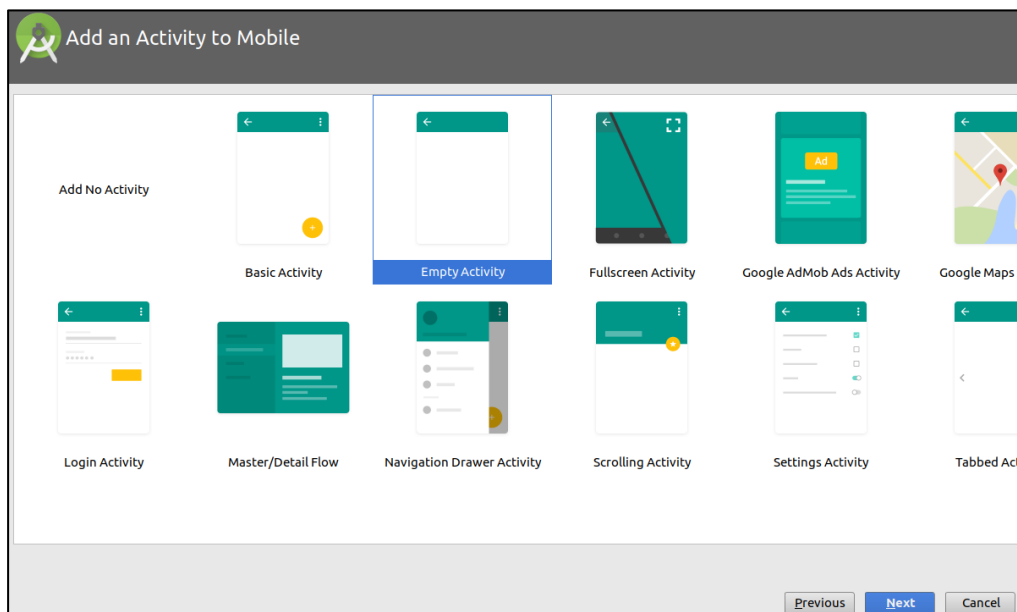 Add an Activity to Mobile
Add No Activity
Ad
Basic Activity
Empty Activity
Fullscreen Activity
Google AdMob Ads Activity
Google Maps
Login Activity
Master/Detail Flow
Navigation Drawer Activity
Scrolling Activity
Settings Activity
Tabbed Act
Previous
Next
Cancel